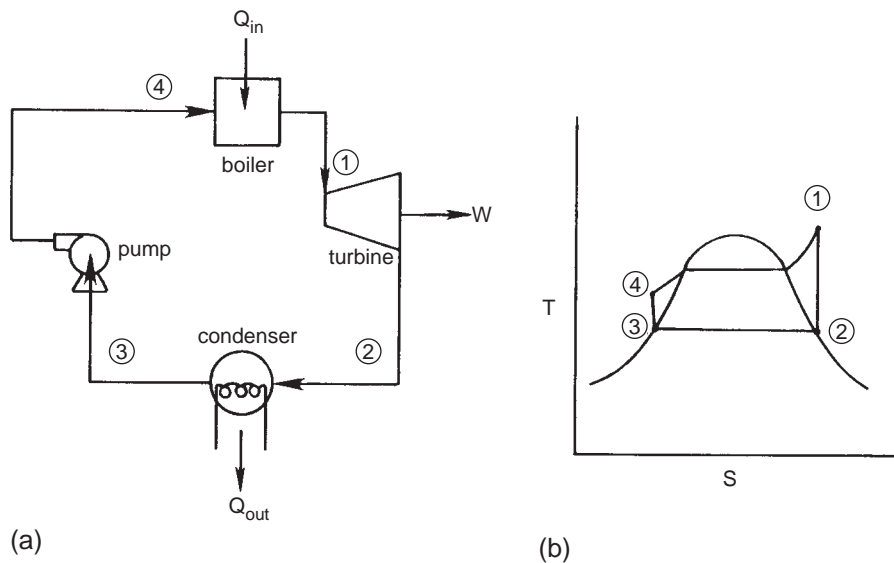 Q_in
④
boiler
①
W
turbine
pump
condenser
③
②
Q_out
(a)
①
④
T
③
②
S
(b)